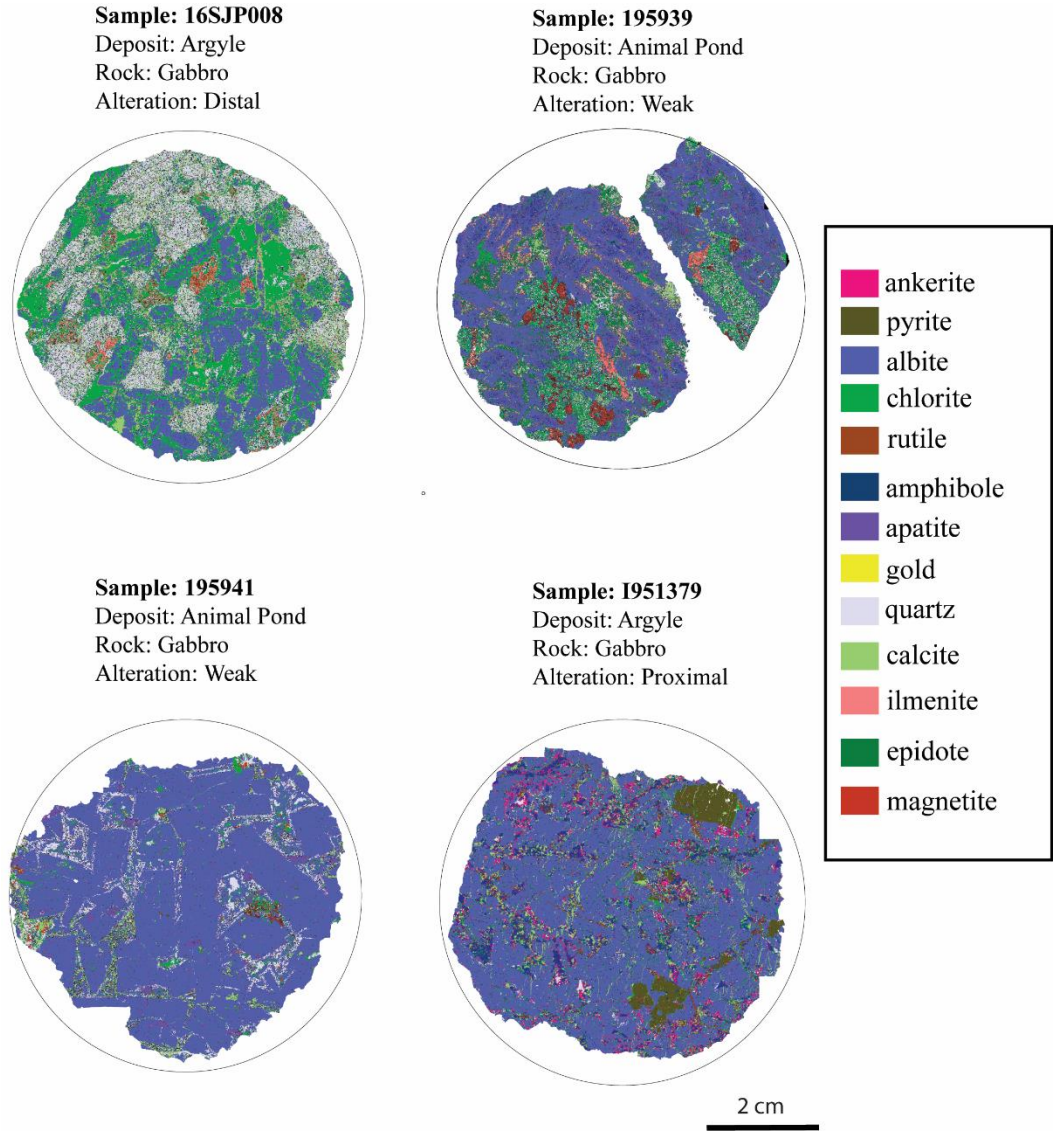 Sample: 16SJP008
Deposit: Argyle
Rock: Gabbro
Alteration: Distal
Sample: 195939
Deposit: Animal Pond
Rock: Gabbro
Alteration: Weak
Sample: 195941
Deposit: Animal Pond
Rock: Gabbro
Alteration: Weak
Sample: I951379
Deposit: Argyle
Rock: Gabbro
Alteration: Proximal
ankerite
pyrite
albite
chlorite
rutile
amphibole
apatite
gold
quartz
calcite
ilmenite
epidote
magnetite
2 cm